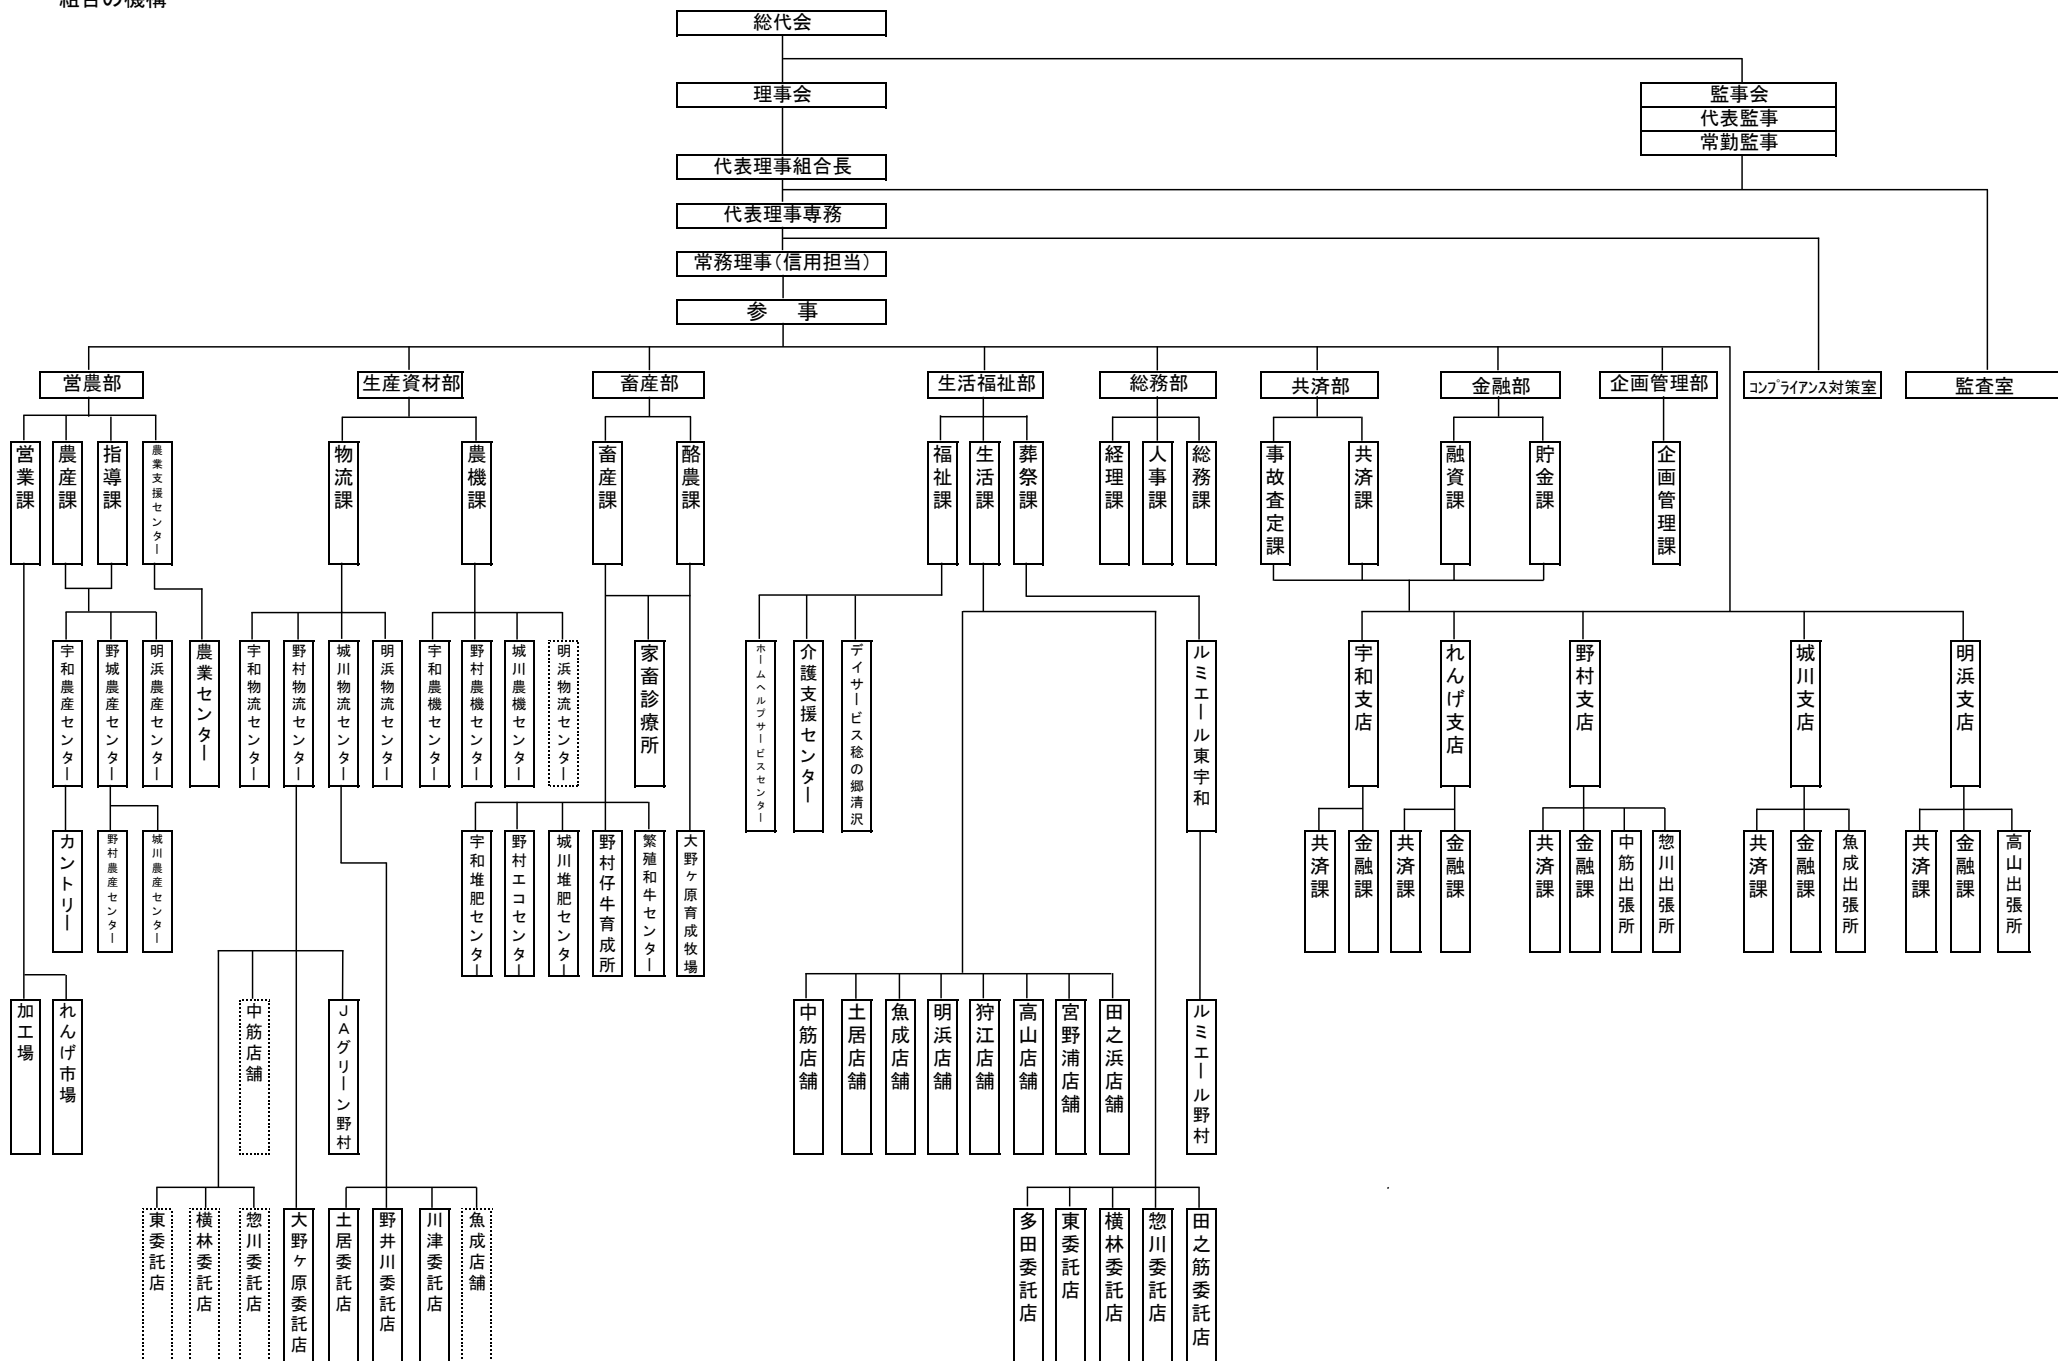 組合の機構
総代会
理事会
監事会
代表監事
常勤監事
代表理事組合長
代表理事専務
常務理事（信用担当）
参　事
営農部
生産資材部
畜産部
生活福祉部
総務部
共済部
金融部
企画管理部
コンプライアンス対策室
監査室
営業課
農産課
指導課
農業支援センター
物流課
農機課
畜産課
酪農課
福祉課
生活課
葬祭課
経理課
人事課
総務課
事故査定課
共済課
融資課
貯金課
企画管理課
宇和農産センター
野城農産センター
明浜農産センター
農業センター
宇和物流センター
野村物流センター
城川物流センター
明浜物流センター
宇和農機センター
野村農機センター
城川農機センター
明浜物流センター
家畜診療所
ホームヘルプサービスセンター
介護支援センター
デイサービス稔の郷清沢
ルミエール東宇和
宇和支店
れんげ支店
野村支店
城川支店
明浜支店
カントリー
野村農産センター
城川農産センター
宇和堆肥センター
野村エコセンター
城川堆肥センター
野村仔牛育成所
繁殖和牛センター
大野ヶ原育成牧場
共済課
金融課
共済課
金融課
共済課
金融課
中筋出張所
惣川出張所
共済課
金融課
魚成出張所
共済課
金融課
高山出張所
加工場
れんげ市場
中筋店舗
ＪＡグリーン野村
中筋店舗
土居店舗
魚成店舗
明浜店舗
狩江店舗
高山店舗
宮野浦店舗
田之浜店舗
ルミエール野村
東委託店
横林委託店
惣川委託店
大野ヶ原委託店
土居委託店
野井川委託店
川津委託店
魚成店舗
多田委託店
東委託店
横林委託店
惣川委託店
田之筋委託店